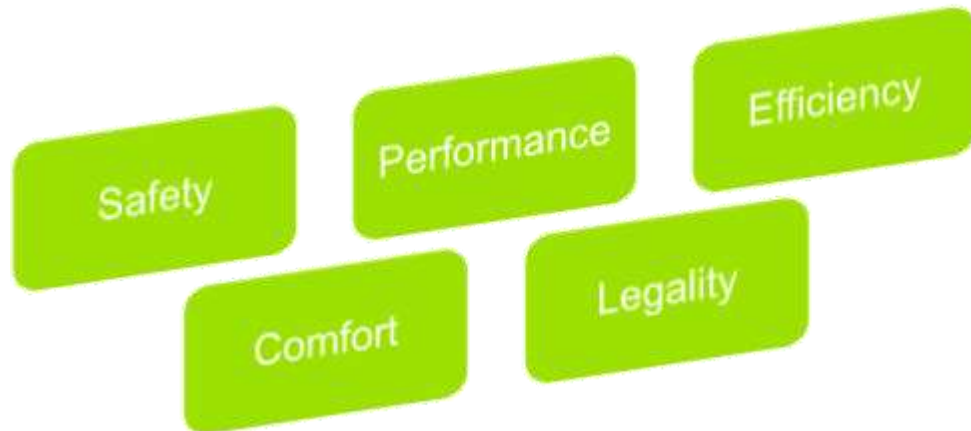 Safety
Performance
Efficiency
Comfort
Legality